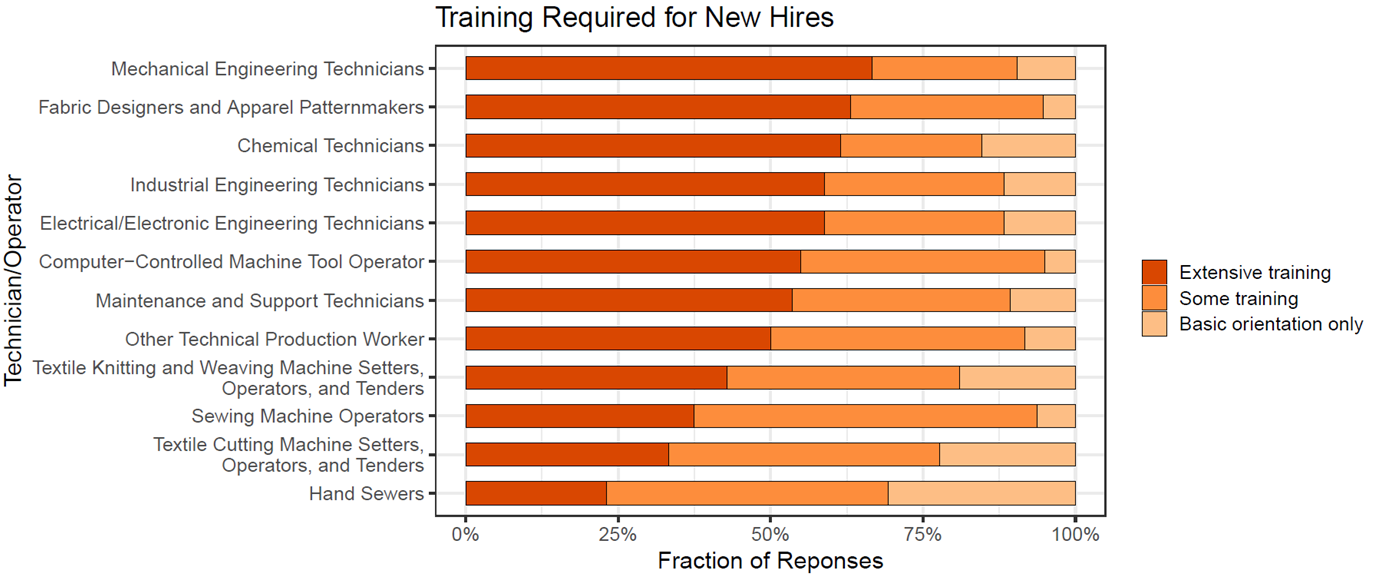 Training Required for New Hires
Technician/Operator
Mechanical Engineering Technicians
Fabric Designers and Apparel Patternmakers
Chemical Technicians
Industrial Engineering Technicians
Electrical/Electronic Engineering Technicians
Computer−Controlled Machine Tool Operator
Maintenance and Support Technicians
Other Technical Production Worker
Textile Knitting and Weaving Machine Setters,
Operators, and Tenders
Sewing Machine Operators
Textile Cutting Machine Setters,
Operators, and Tenders
Hand Sewers
0% 25% 50% 75% 100%
Fraction of Reponses
Extensive training
Some training
Basic orientation only